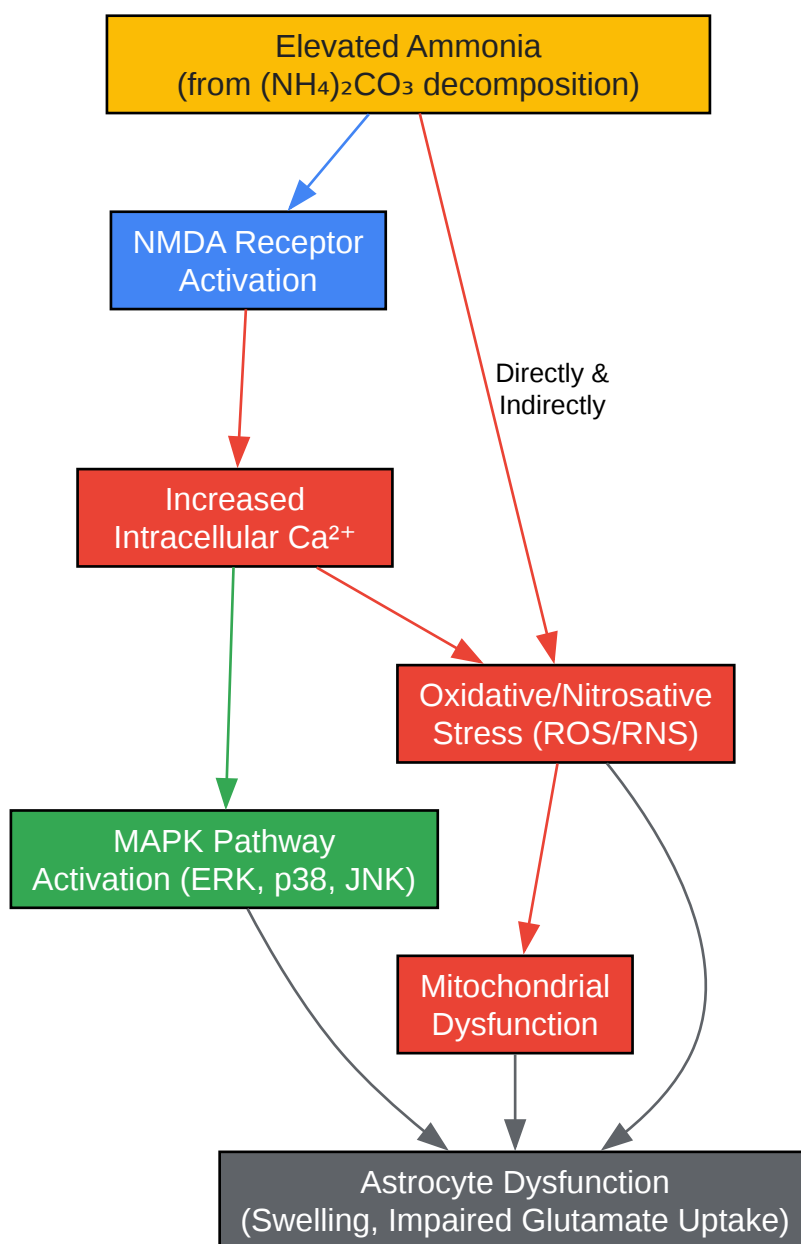 Elevated Ammonia
(from (NH₄)₂CO₃ decomposition)
NMDA Receptor
Activation
Directly &
Indirectly
Increased
Intracellular Ca²⁺
Oxidative/Nitrosative
Stress (ROS/RNS)
MAPK Pathway
Activation (ERK, p38, JNK)
Mitochondrial
Dysfunction
Astrocyte Dysfunction
(Swelling, Impaired Glutamate Uptake)